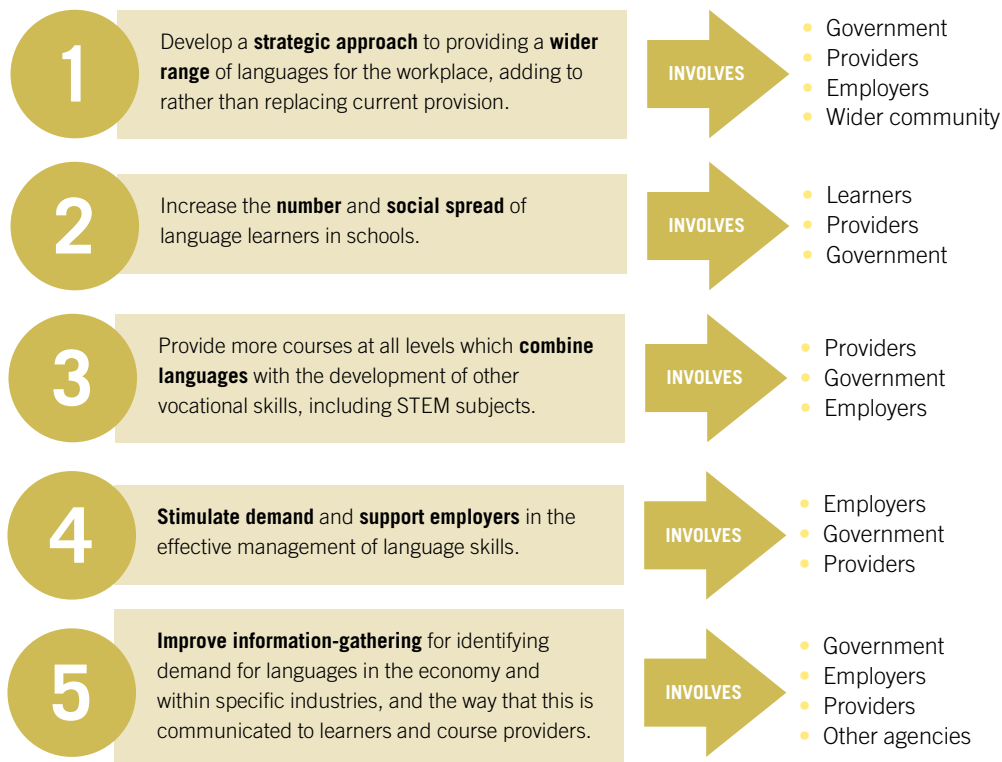 1
Develop a strategic approach to providing a wider
range of languages for the workplace, adding to
rather than replacing current provision.
INVOLVES
• Government
• Providers
• Employers
• Wider community
2
Increase the number and social spread of
language learners in schools.
INVOLVES
• Learners
• Providers
• Government
3
Provide more courses at all levels which combine
languages with the development of other
vocational skills, including STEM subjects.
INVOLVES
• Providers
• Government
• Employers
4
Stimulate demand and support employers in the
effective management of language skills.
INVOLVES
• Employers
• Government
• Providers
5
Improve information-gathering for identifying
demand for languages in the economy and
within specific industries, and the way that this is
communicated to learners and course providers.
INVOLVES
• Government
• Employers
• Providers
• Other agencies